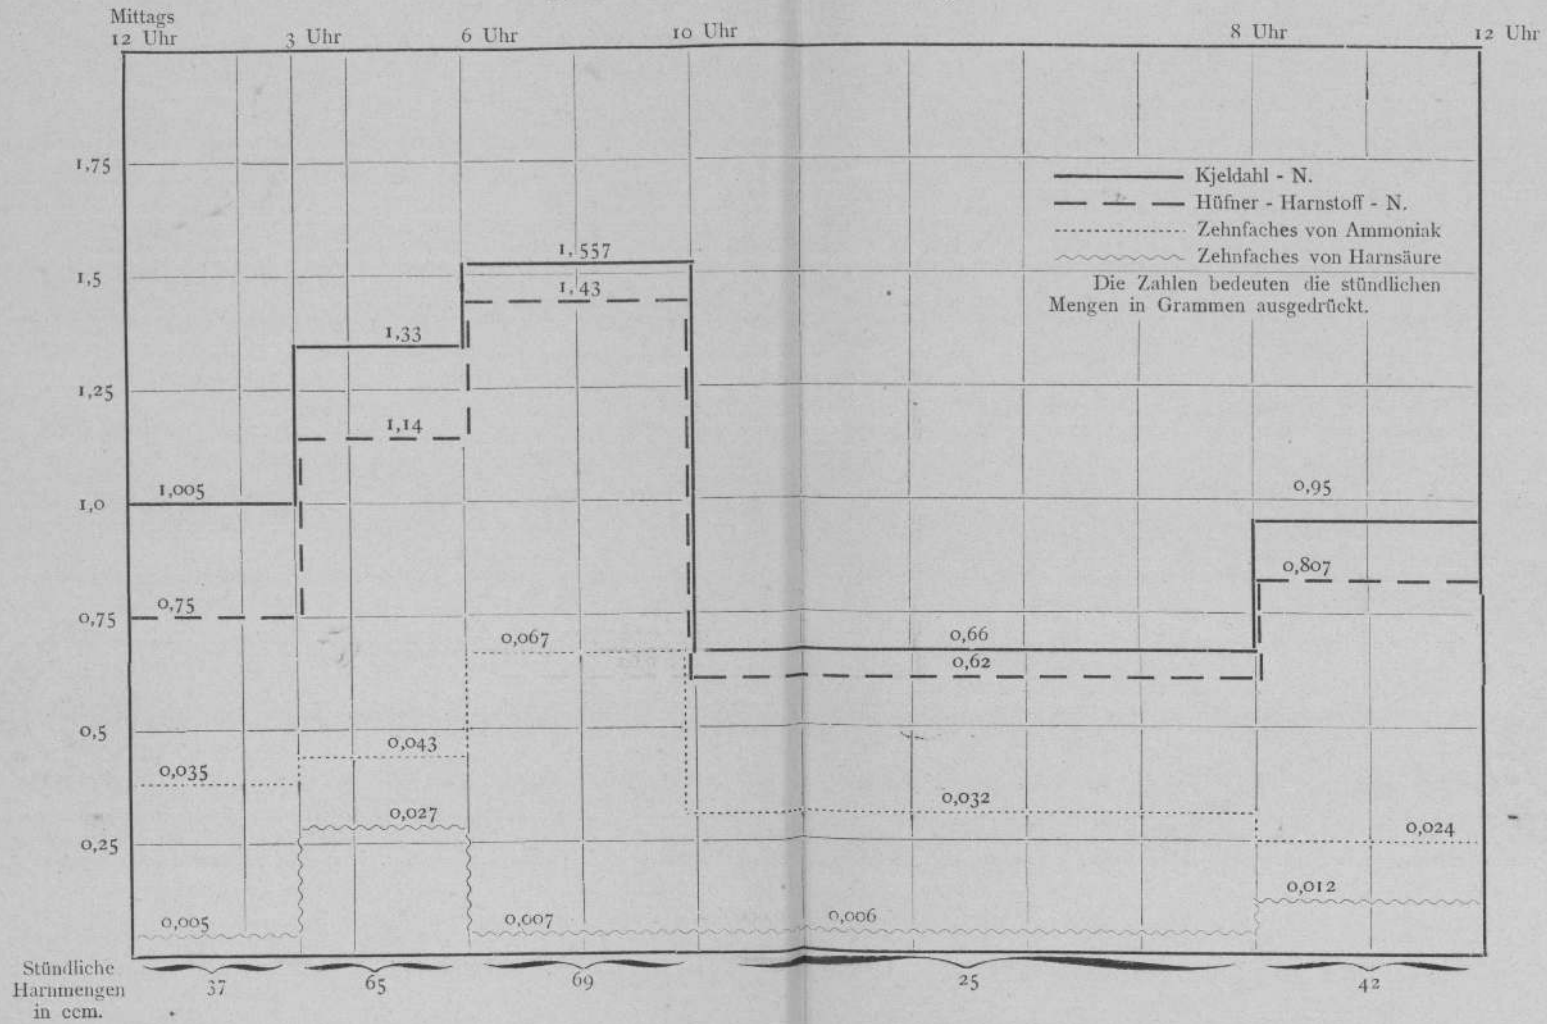 Mittags
12 Uhr 3 Uhr 6 Uhr 10 Uhr 8 Uhr 12 Uhr
1,75
Kjeldahl - N.
Hüfner - Harnstoff - N.
Zehnfaches von Ammoniak
1,557
Zehnfaches von Harnsäure
1,5
1,43
Die Zahlen bedeuten die stündlichen
Mengen in Grammen ausgedrückt.
1,33
1,25
1,14
1,005
0,95
1,0
0,807
0,75
0,75
0,067
0,66
0,62
0,5
0,043
0,035
0,032
0,027
0,024
0,25
0,012
0,005
0,007
0,006
Stündliche
Harnmengen
in ccm.
37 65 69 25 42